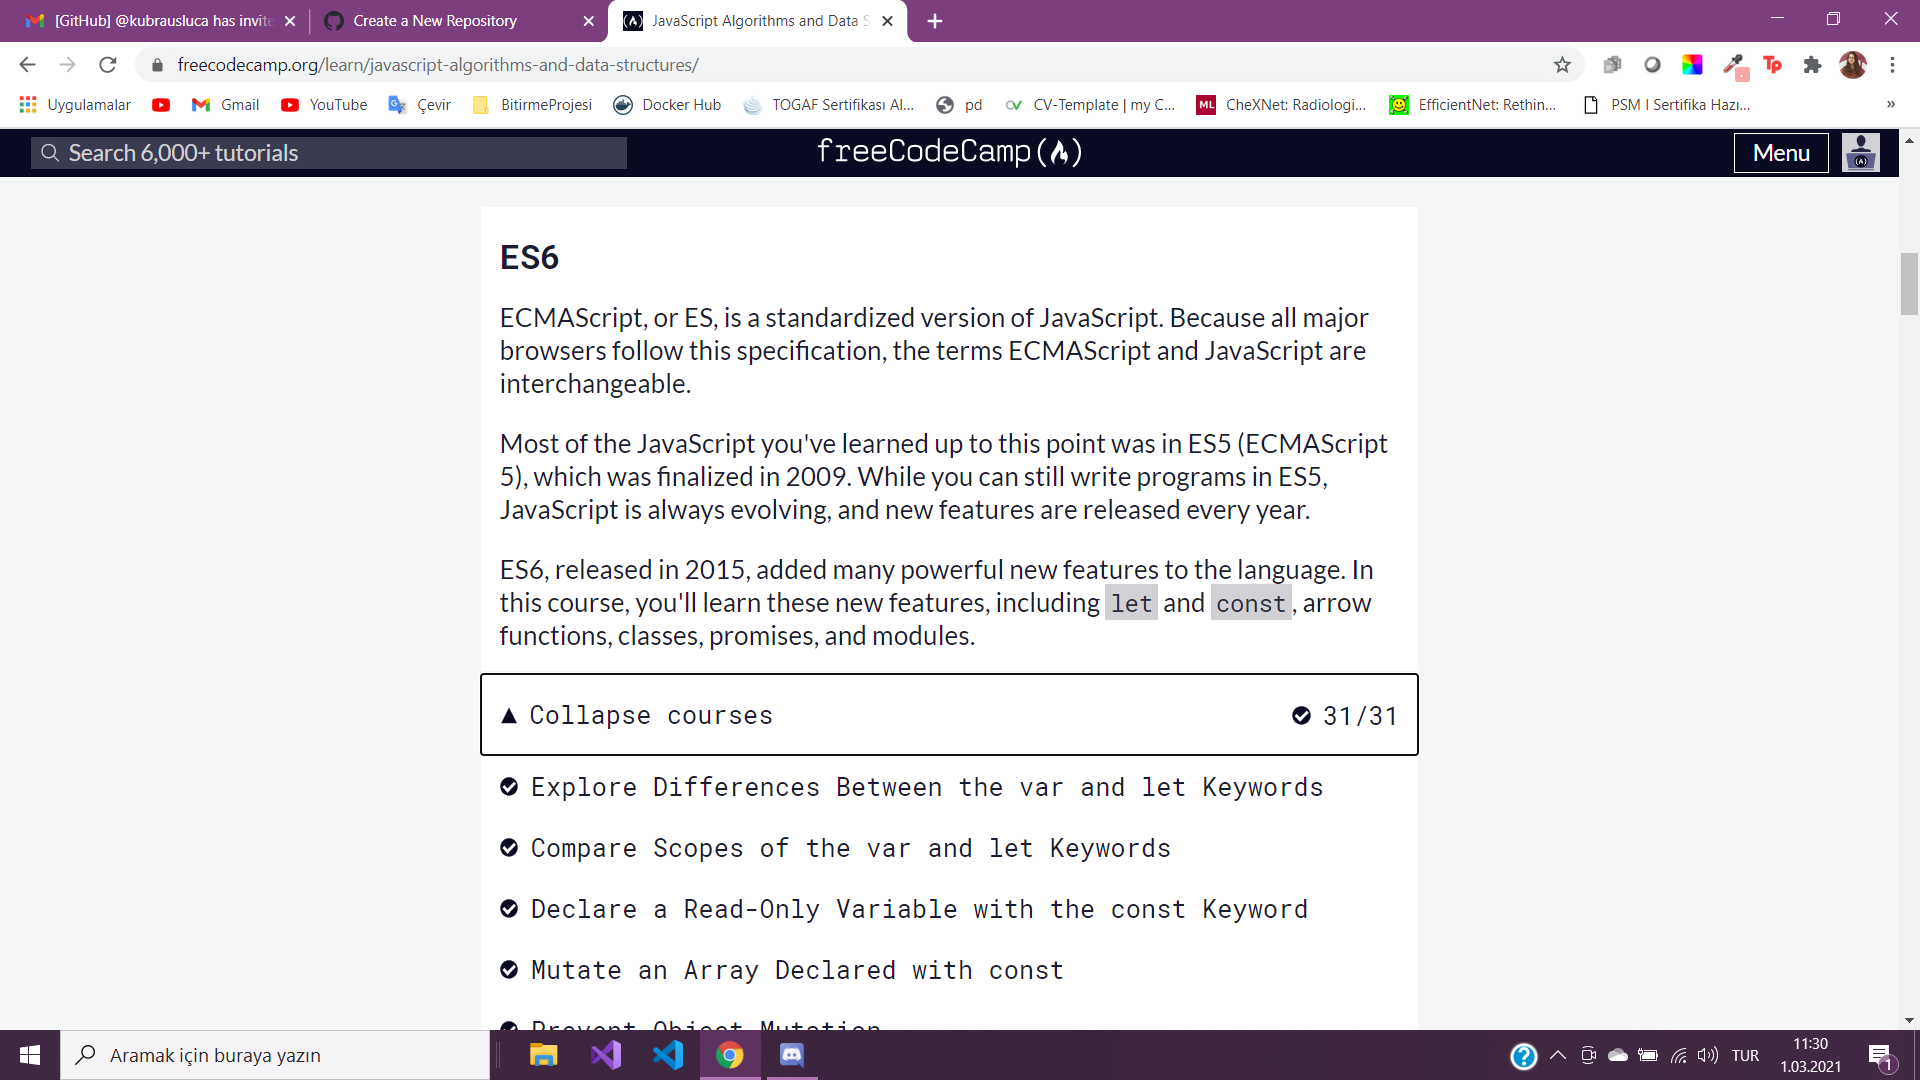 [GitHub] @kubrausluca has invite
Create a New Repository
JavaScript Algorithms and Data S
freecodecamp.org/learn/javascript-algorithms-and-data-structures/
Uygulamalar
Gmail
YouTube
Çevir
BitirmeProjesi
Docker Hub
TOGAF Sertifikası Al...
pd
CV-Template | my C...
ML
CheXNet: Radiologi...
EfficientNet: Rethin...
PSM I Sertifika Hazı...
»
Search 6,000+ tutorials
freeCodeCamp
Menu
ES6
ECMAScript, or ES, is a standardized version of JavaScript. Because all major
browsers follow this specification, the terms ECMAScript and JavaScript are
interchangeable.
Most of the JavaScript you've learned up to this point was in ES5 (ECMAScript
5), which was finalized in 2009. While you can still write programs in ES5,
JavaScript is always evolving, and new features are released every year.
ES6, released in 2015, added many powerful new features to the language. In
this course, you'll learn these new features, including let and const, arrow
functions, classes, promises, and modules.
Collapse courses 31/31
Explore Differences Between the var and let Keywords
Compare Scopes of the var and let Keywords
Declare a Read-Only Variable with the const Keyword
Mutate an Array Declared with const
Prevent Object Mutation
Aramak için buraya yazın
TUR
11:30
1.03.2021
1